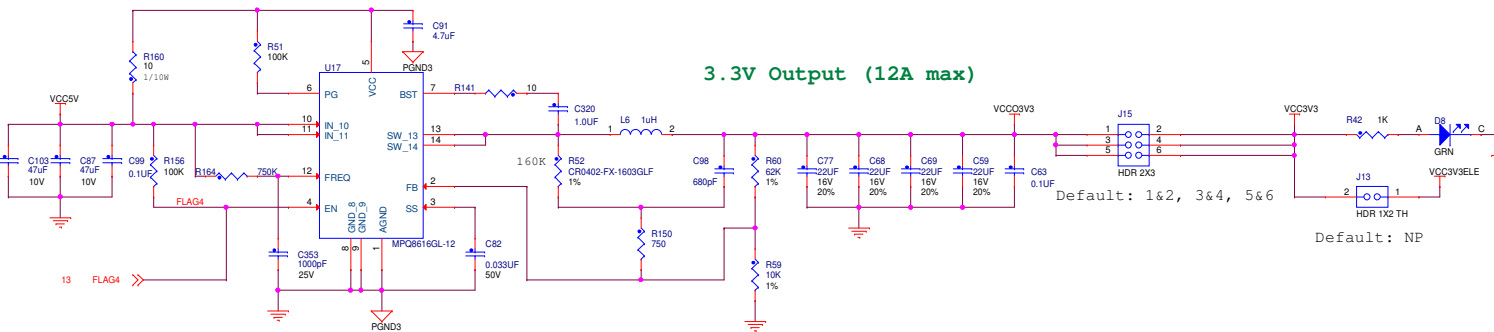 3.3V Output (12A max)
C91
4.7uF
PGND3
R160
10
1/10W
R51
100K
U17
5
VCC
6
PG
BST
7
R141
10
C320
1.0UF
VCC5V
10
IN_10
11
IN_11
SW_13
13
SW_14
14
1
L6
1uH
2
VCCO3V3
J15
1
2
3
4
5
6
HDR 2X3
VCC3V3
R42
1K
A
D8
C
GRN
C103
47uF
10V
C87
47uF
10V
C99
0.1UF
R156
100K
R164
750K
12
FREQ
FLAG4
4
EN
FB
2
SS
3
GND_8
GND_9
AGND
8
9
1
MPQ8616GL-12
160K
R52
CR0402-FX-1603GLF
1%
C98
680pF
R60
62K
1%
C77
22UF
16V
20%
C68
22UF
16V
20%
C69
22UF
16V
20%
C59
22UF
16V
20%
C63
0.1UF
Default: 1&2, 3&4, 5&6
J13
2
1
VCC3V3ELE
HDR 1X2 TH
Default: NP
R150
750
C82
0.033UF
50V
C353
1000pF
25V
R59
10K
1%
13
FLAG4
PGND3